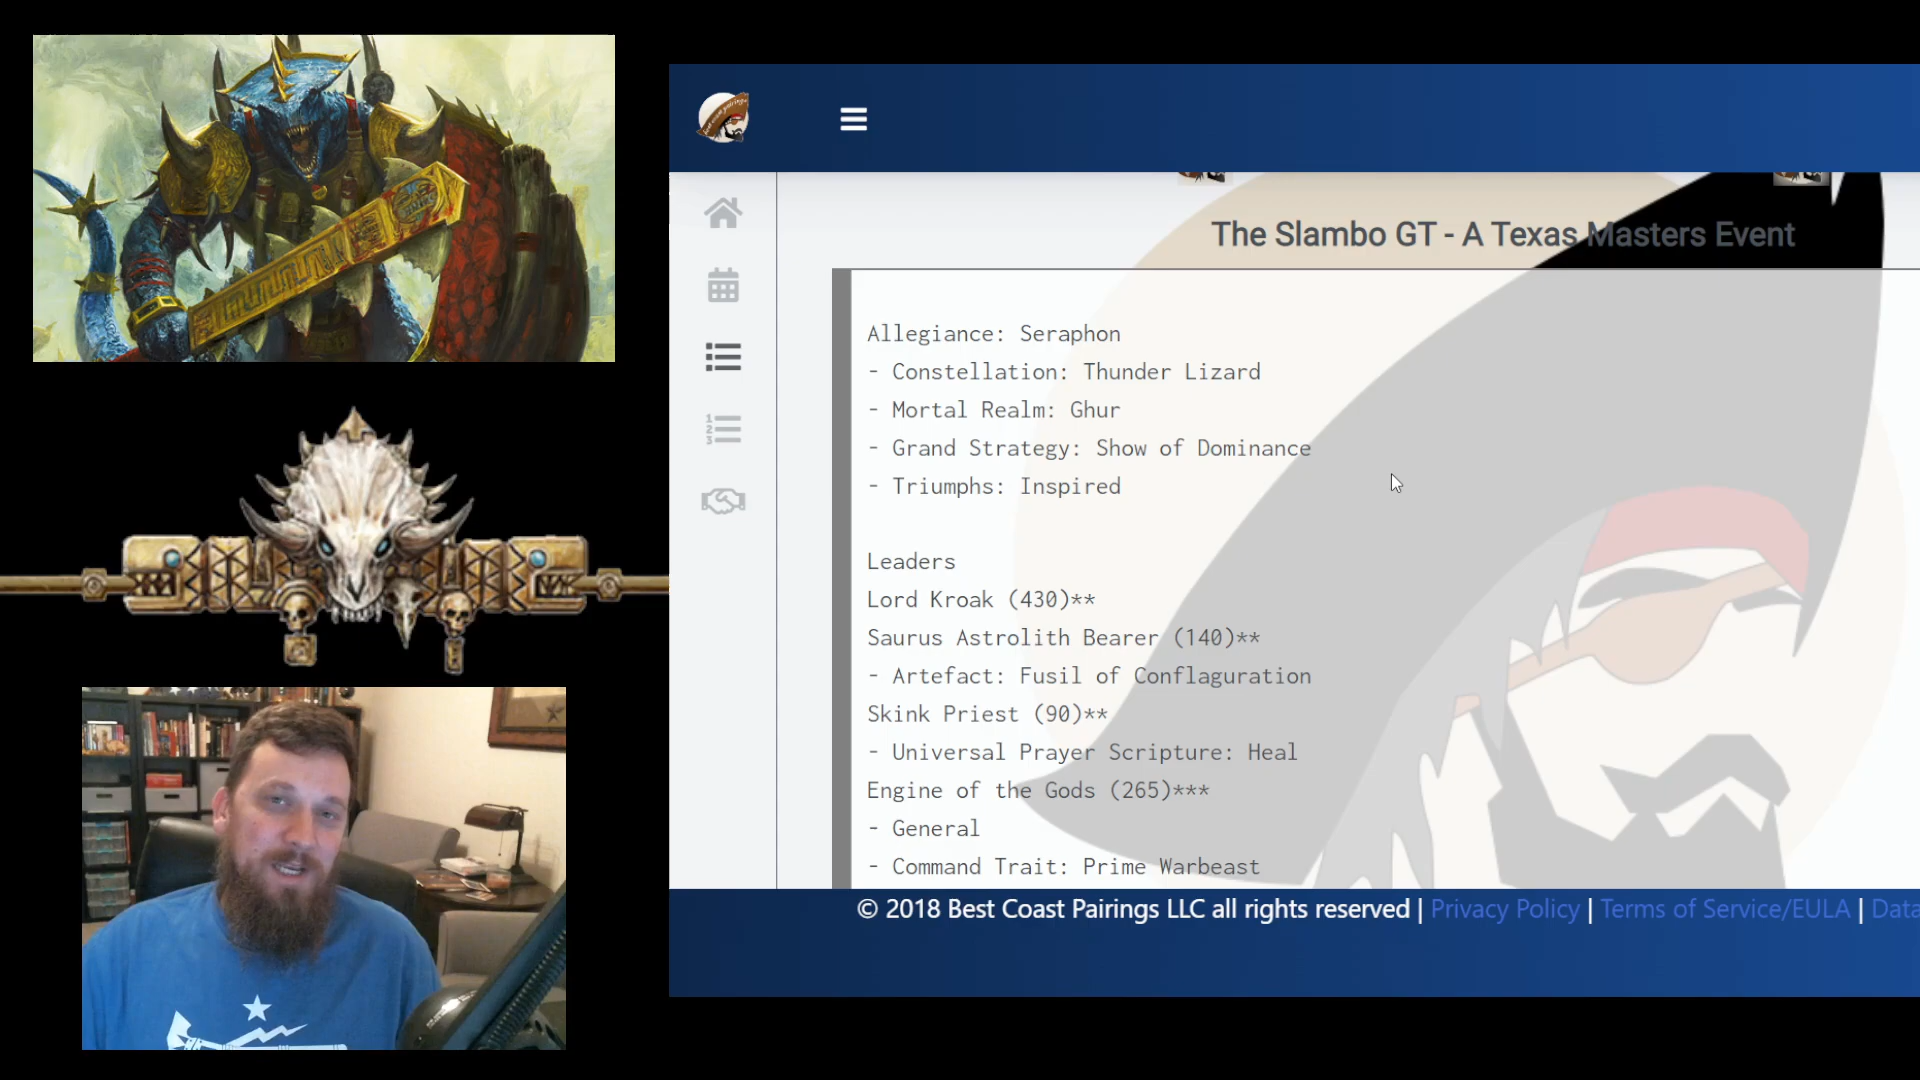 The Slambo GT - A Texas Masters Event
Allegiance: Seraphon
- Constellation: Thunder Lizard
- Mortal Realm: Ghur
- Grand Strategy: Show of Dominance
- Triumphs: Inspired
Leaders
Lord Kroak (430)**
Saurus Astrolith Bearer (140)**
- Artefact: Fusil of Conflaguration
Skink Priest (90)**
- Universal Prayer Scripture: Heal
Engine of the Gods (265)***
- General
- Command Trait: Prime Warbeast
© 2018 Best Coast Pairings LLC all rights reserved | Privacy Policy | Terms of Service/EULA | Data